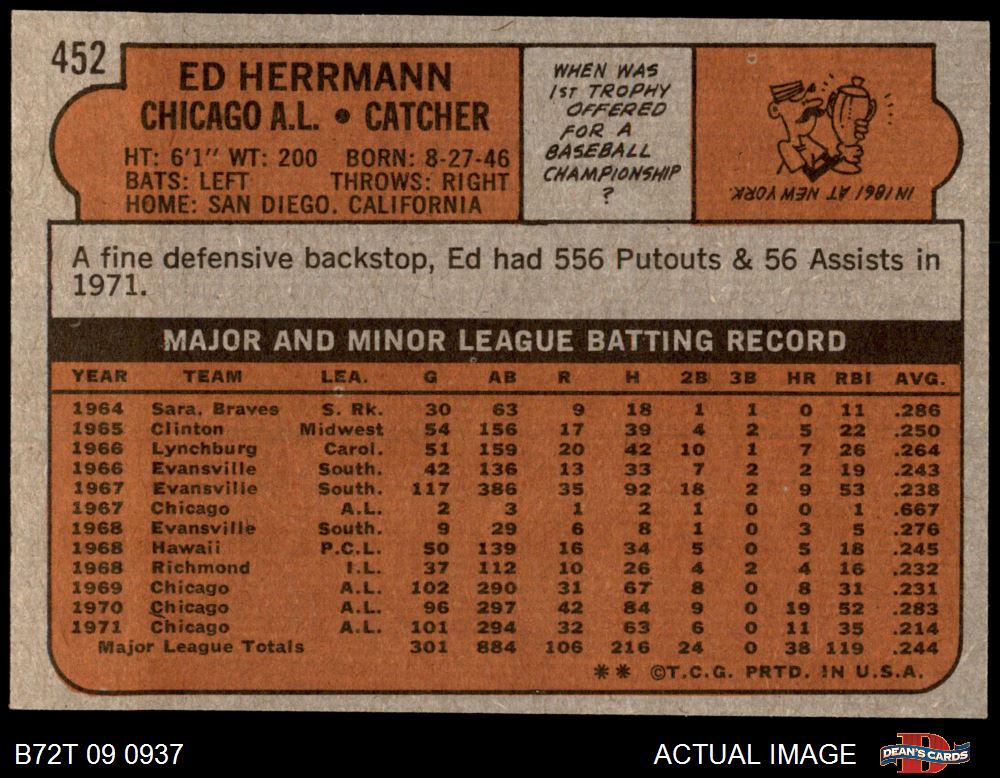 452
ED HERRMANN
CHICAGO A.L. • CATCHER
HT: 6'1" WT: 200 BORN: 8-27-46
BATS: LEFT THROWS: RIGHT
HOME: SAN DIEGO, CALIFORNIA
WHEN WAS
1ST TROPHY
OFFERED
FOR A
BASEBALL
CHAMPIONSHIP
?
IN 1861 AT NEW YORK.
A fine defensive backstop, Ed had 556 Putouts & 56 Assists in
1971.
MAJOR AND MINOR LEAGUE BATTING RECORD
YEAR TEAM LEA. G AB R H 2B 3B HR RBI AVG.
1964 Sara. Braves S. Rk. 30 63 9 18 1 1 0 11 .286
1965 Clinton Midwest 54 156 17 39 4 2 5 22 .250
1966 Lynchburg Carol. 51 159 20 42 10 1 7 26 .264
1966 Evansville South. 42 136 13 33 7 2 2 19 .243
1967 Evansville South. 117 386 35 92 18 2 9 53 .238
1967 Chicago A.L. 2 3 1 2 1 0 0 1 .667
1968 Evansville South. 9 29 6 8 1 0 3 5 .276
1968 Hawaii P.C.L. 50 139 16 34 5 0 5 18 .245
1968 Richmond I.L. 37 112 10 26 4 2 4 16 .232
1969 Chicago A.L. 102 290 31 67 8 0 8 31 .231
1970 Chicago A.L. 96 297 42 84 9 0 19 52 .283
1971 Chicago A.L. 101 294 32 63 6 0 11 35 .214
Major League Totals 301 884 106 216 24 0 38 119 .244
** ©T.C.G. PRTD. IN U.S.A.
B72T 09 0937
ACTUAL IMAGE
DEAN'S CARDS